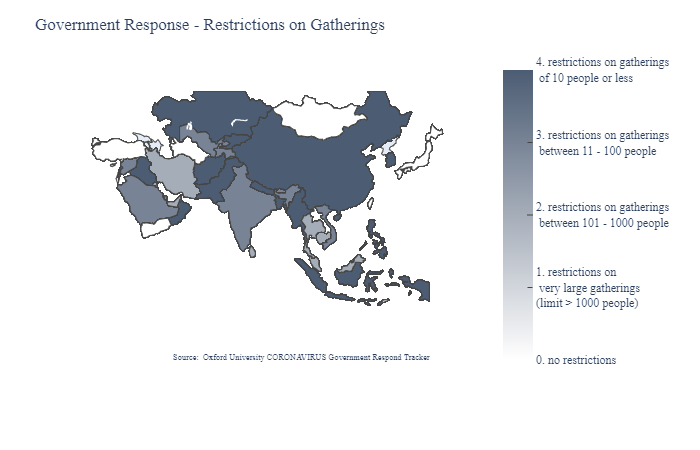 Government Response - Restrictions on Gatherings
4. restrictions on gatherings
of 10 people or less
3. restrictions on gatherings
between 11 - 100 people
2. restrictions on gatherings
between 101 - 1000 people
1. restrictions on
very large gatherings
(limit > 1000 people)
0. no restrictions
Source: Oxford University CORONAVIRUS Government Respond Tracker